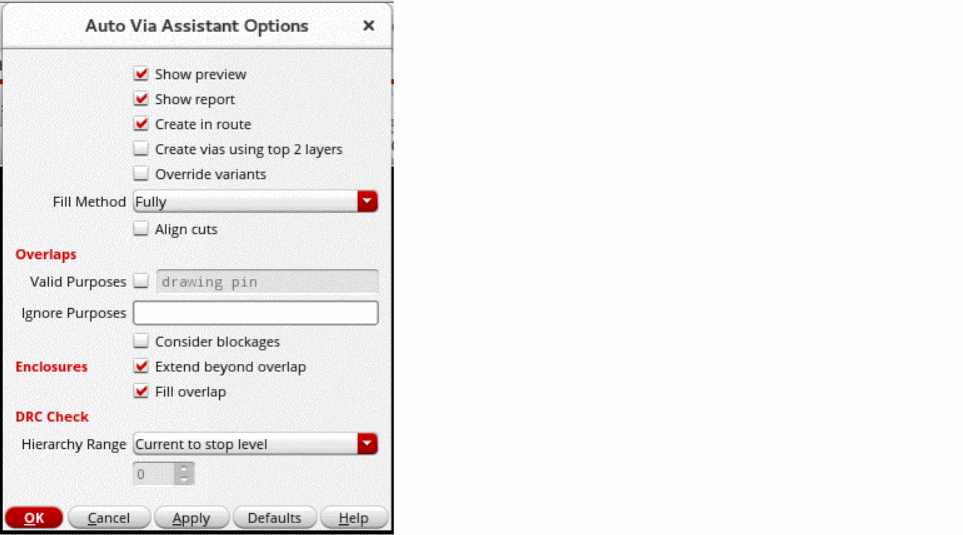 Auto Via Assistant Options
Show preview
Show report
Create in route
Create vias using top 2 layers
Override variants
Fill Method Fully
Align cuts
Overlaps
Valid Purposes drawing pin
Ignore Purposes
Consider blockages
Enclosures Extend beyond overlap
Fill overlap
DRC Check
Hierarchy Range Current to stop level
0
OK Cancel Apply Defaults Help